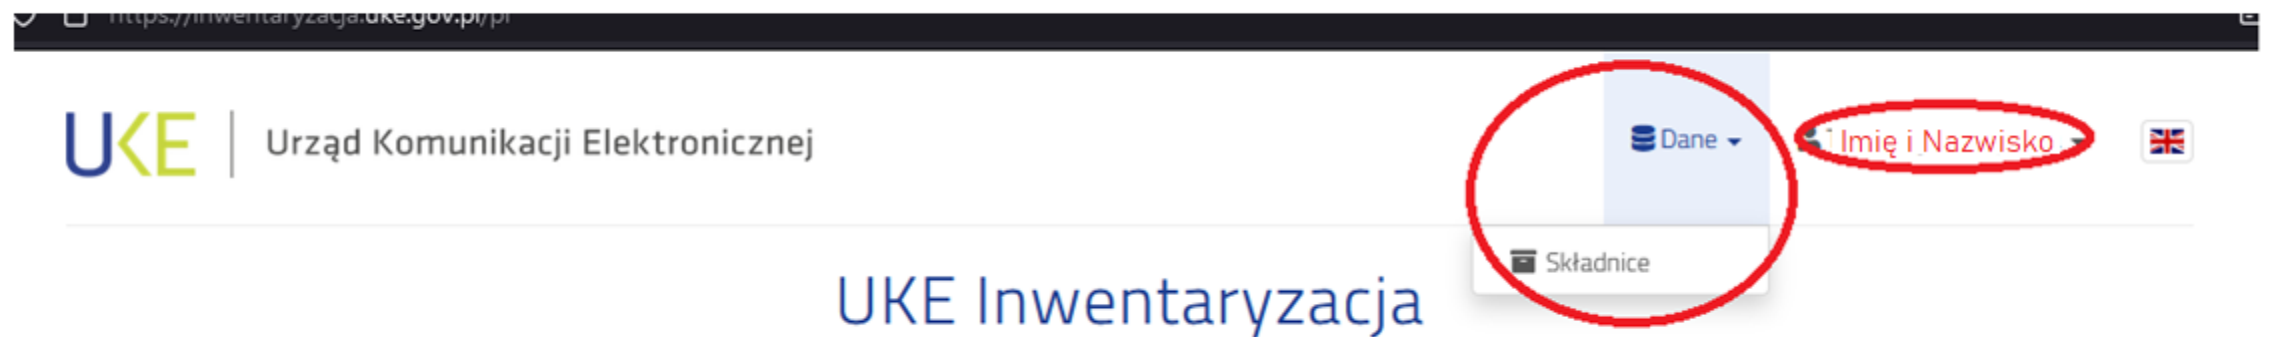 https://inwentaryzacja.uke.gov.pl/pl
UKE Urząd Komunikacji Elektronicznej
Dane
Imię i Nazwisko
Składnice
UKE Inwentaryzacja